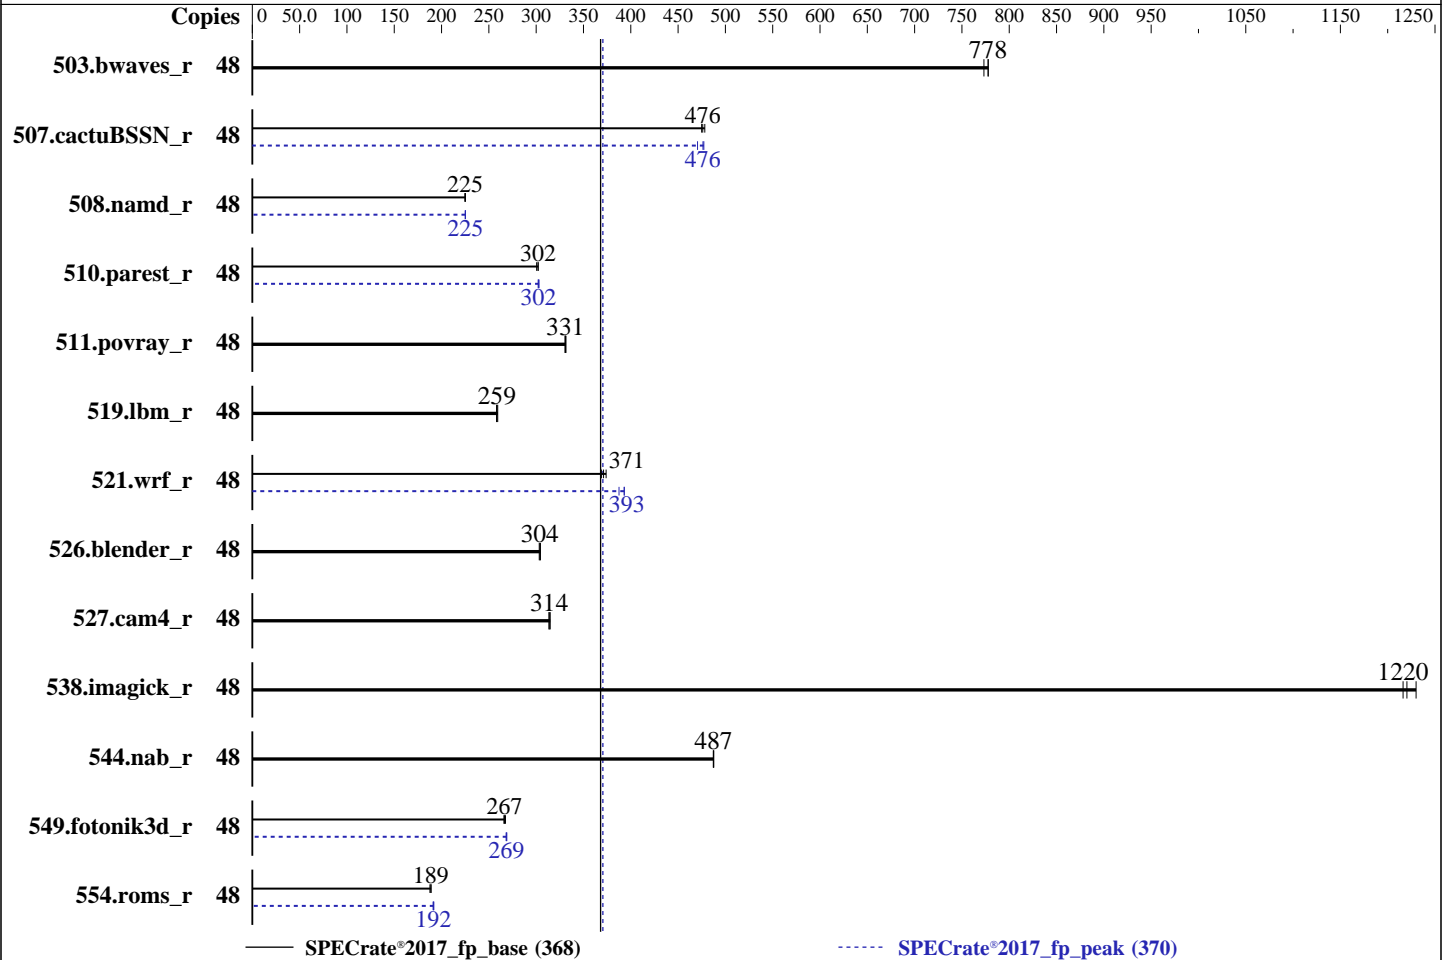 Copies 0 50.0 100 150 200 250 300 350 400 450 500 550 600 650 700 750 800 850 900 950 1050 1150 1250
503.bwaves_r 48 778
507.cactuBSSN_r 48 476
476
508.namd_r 48 225
225
510.parest_r 48 302
302
511.povray_r 48 331
519.lbm_r 48 259
521.wrf_r 48 371
393
526.blender_r 48 304
527.cam4_r 48 314
538.imagick_r 48 1220
544.nab_r 48 487
549.fotonik3d_r 48 267
269
554.roms_r 48 189
192
SPECrate®2017_fp_base (368) SPECrate®2017_fp_peak (370)